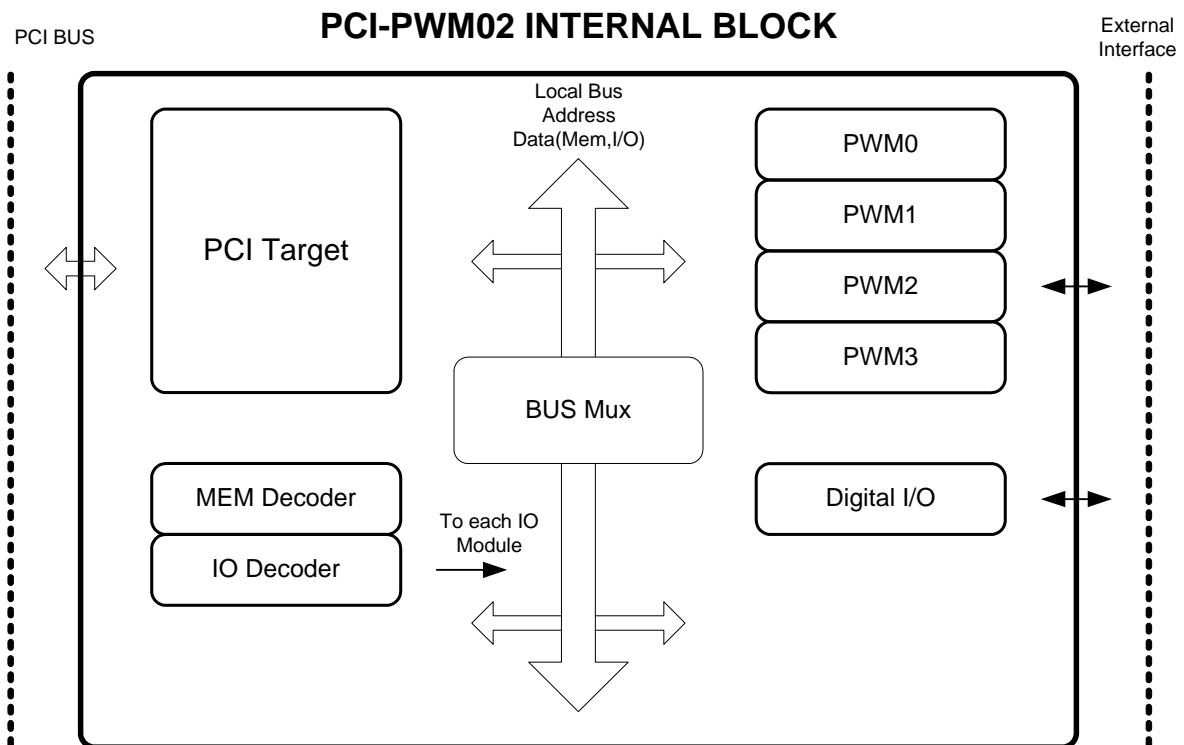 PCI-PWM02 INTERNAL BLOCK
PCI BUS
External
Interface
Local Bus
Address
Data(Mem,I/O)
PCI Target
PWM0
PWM1
PWM2
PWM3
BUS Mux
MEM Decoder
IO Decoder
To each IO
Module
Digital I/O